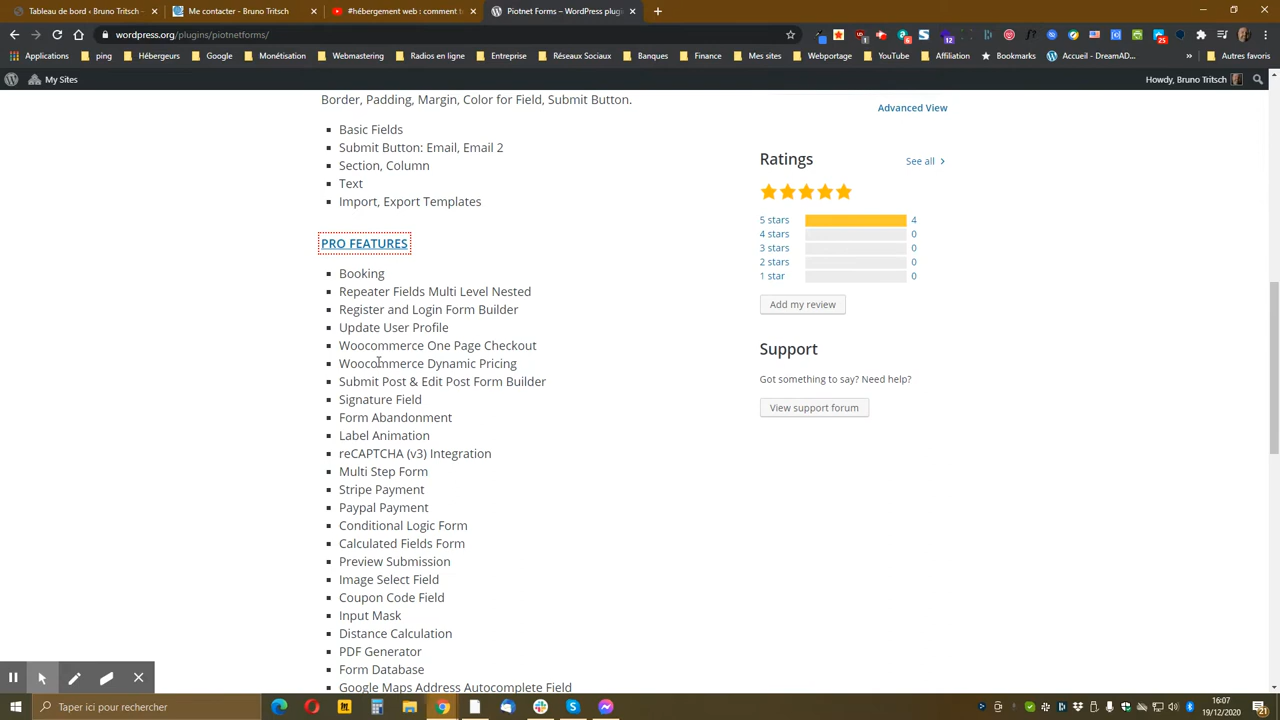 Tableau de bord - Bruno Tritsch
Me contacter - Bruno Tritsch
#hébergement : comment
Piotnet Forms – WordPress plugi
wordpress.org/plugins/piotnetforms/
Applications
ping
Hébergeurs
Google
Monétisation
Webportage
Radios en ligne
Entreprise
Réseaux Sociaux
Banques
Finance
Mes Sites
Webportage
YouTube
Affiliation
Bookmarks
Accueil - DreamAD...
Autres favoris
My Sites
Howdy, Bruno Tritsch
Border, Padding, Margin, Color for Field, Submit Button.
Basic Fields
Submit Button: Email, Email 2
Section, Column
Text
Import, Export Templates
PRO FEATURES
Booking
Repeater Fields Multi Level Nested
Register and Login Form Builder
Update User Profile
Woocommerce One Page Checkout
Woocommerce Dynamic Pricing
Submit Post & Edit Post Form Builder
Signature Field
Form Abandonment
Label Animation
reCAPTCHA (v3) Integration
Multi Step Form
Stripe Payment
Paypal Payment
Conditional Logic Form
Calculated Fields Form
Preview Submission
Image Select Field
Coupon Code Field
Input Mask
Distance Calculation
PDF Generator
Form Database
Google Maps Address Autocomplete Field
Advanced View
Ratings
See all
5 stars 4
4 stars 0
3 stars 0
2 stars 0
1 star 0
Add my review
Support
Got something to say? Need help?
View support forum
Taper ici pour rechercher
16:07
19/12/2020